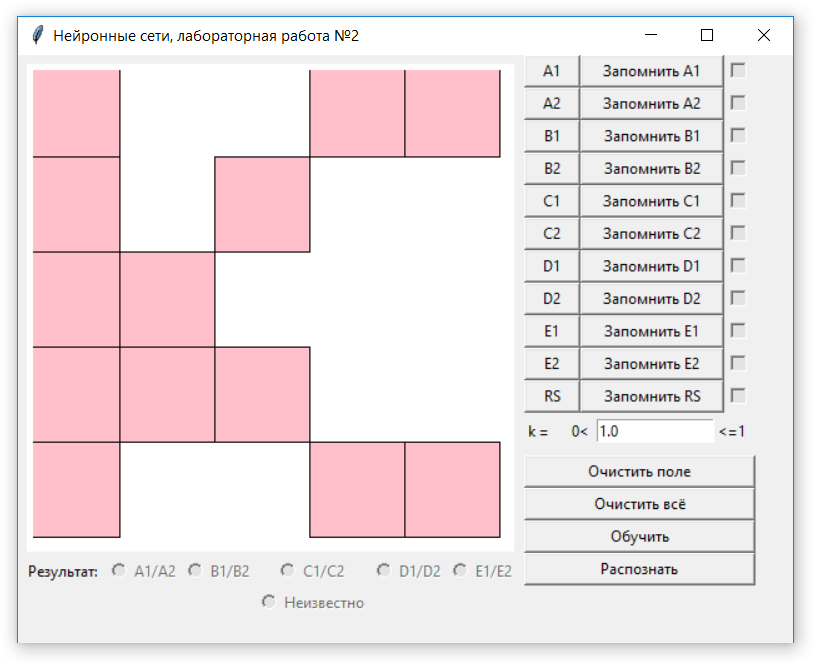 Нейронные сети, лабораторная работа №2
A1 Запомнить A1
A2 Запомнить A2
B1 Запомнить B1
B2 Запомнить B2
C1 Запомнить C1
C2 Запомнить C2
D1 Запомнить D1
D2 Запомнить D2
E1 Запомнить E1
E2 Запомнить E2
RS Запомнить RS
k = 0< 1.0 <=1
Очистить поле
Очистить всё
Обучить
Распознать
Результат: A1/A2 B1/B2 C1/C2 D1/D2 E1/E2
Неизвестно